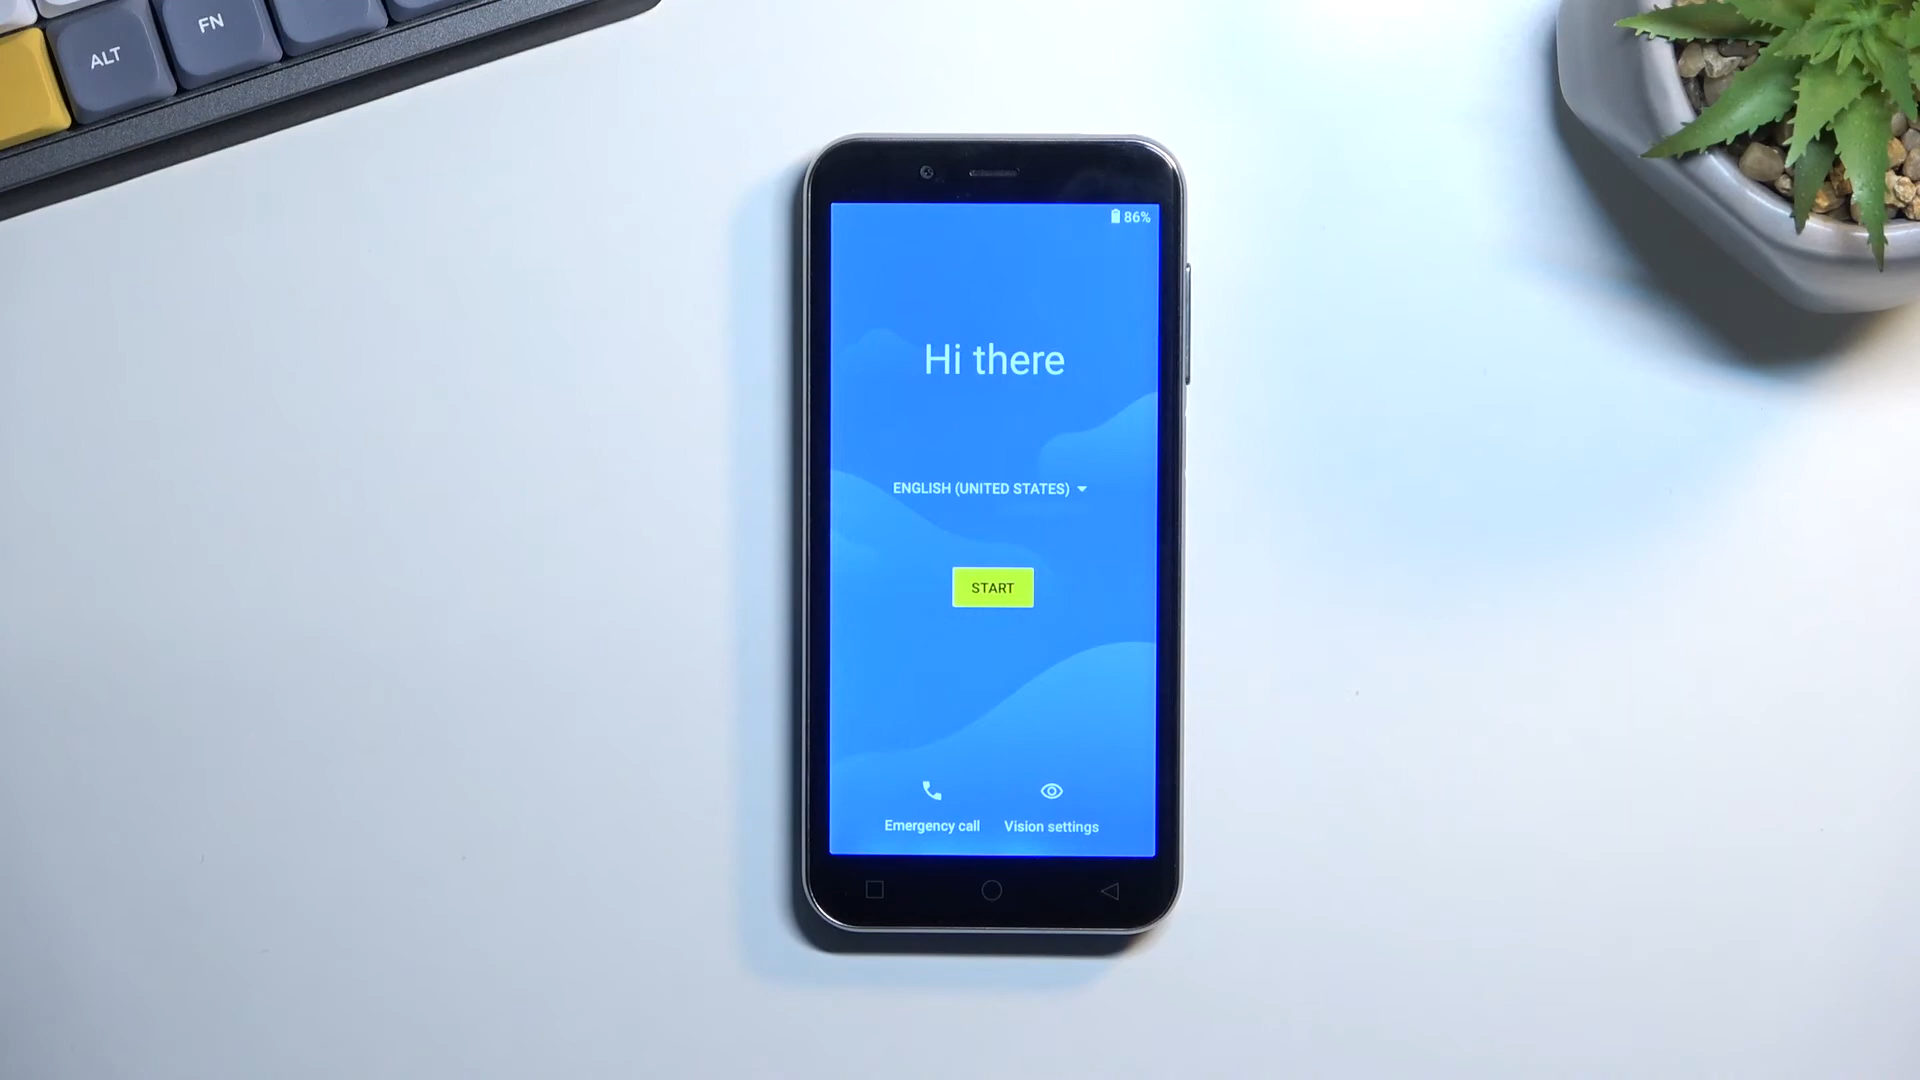 FN
ALT
86%
Hi there
ENGLISH (UNITED STATES)
START
Emergency call
Vision settings